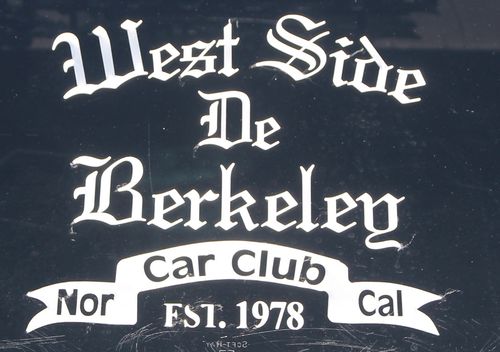 West Side
De
Berkeley
Car Club
Nor Cal
EST. 1978